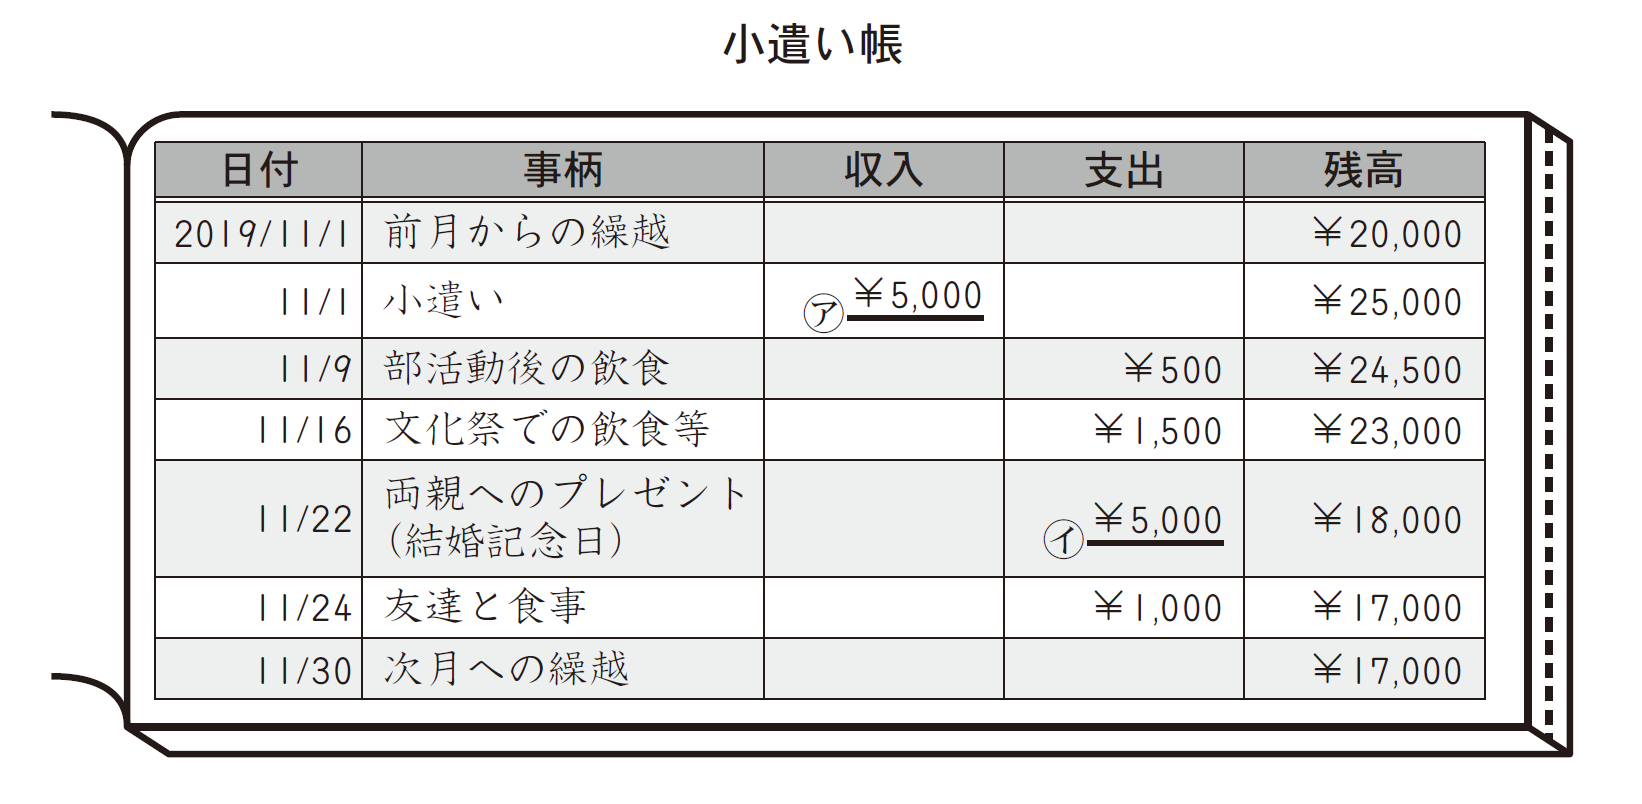 小遣い帳
日付 事柄 収入 支出 残高
2019/11/1 前月からの繰越 ¥20,000
11/1 小遣い ㋐¥5,000 ¥25,000
11/9 部活動後の飲食 ¥500 ¥24,500
11/16 文化祭での飲食等 ¥1,500 ¥23,000
11/22 両親へのプレゼント
(結婚記念日) ㋑¥5,000 ¥18,000
11/24 友達と食事 ¥1,000 ¥17,000
11/30 次月への繰越 ¥17,000